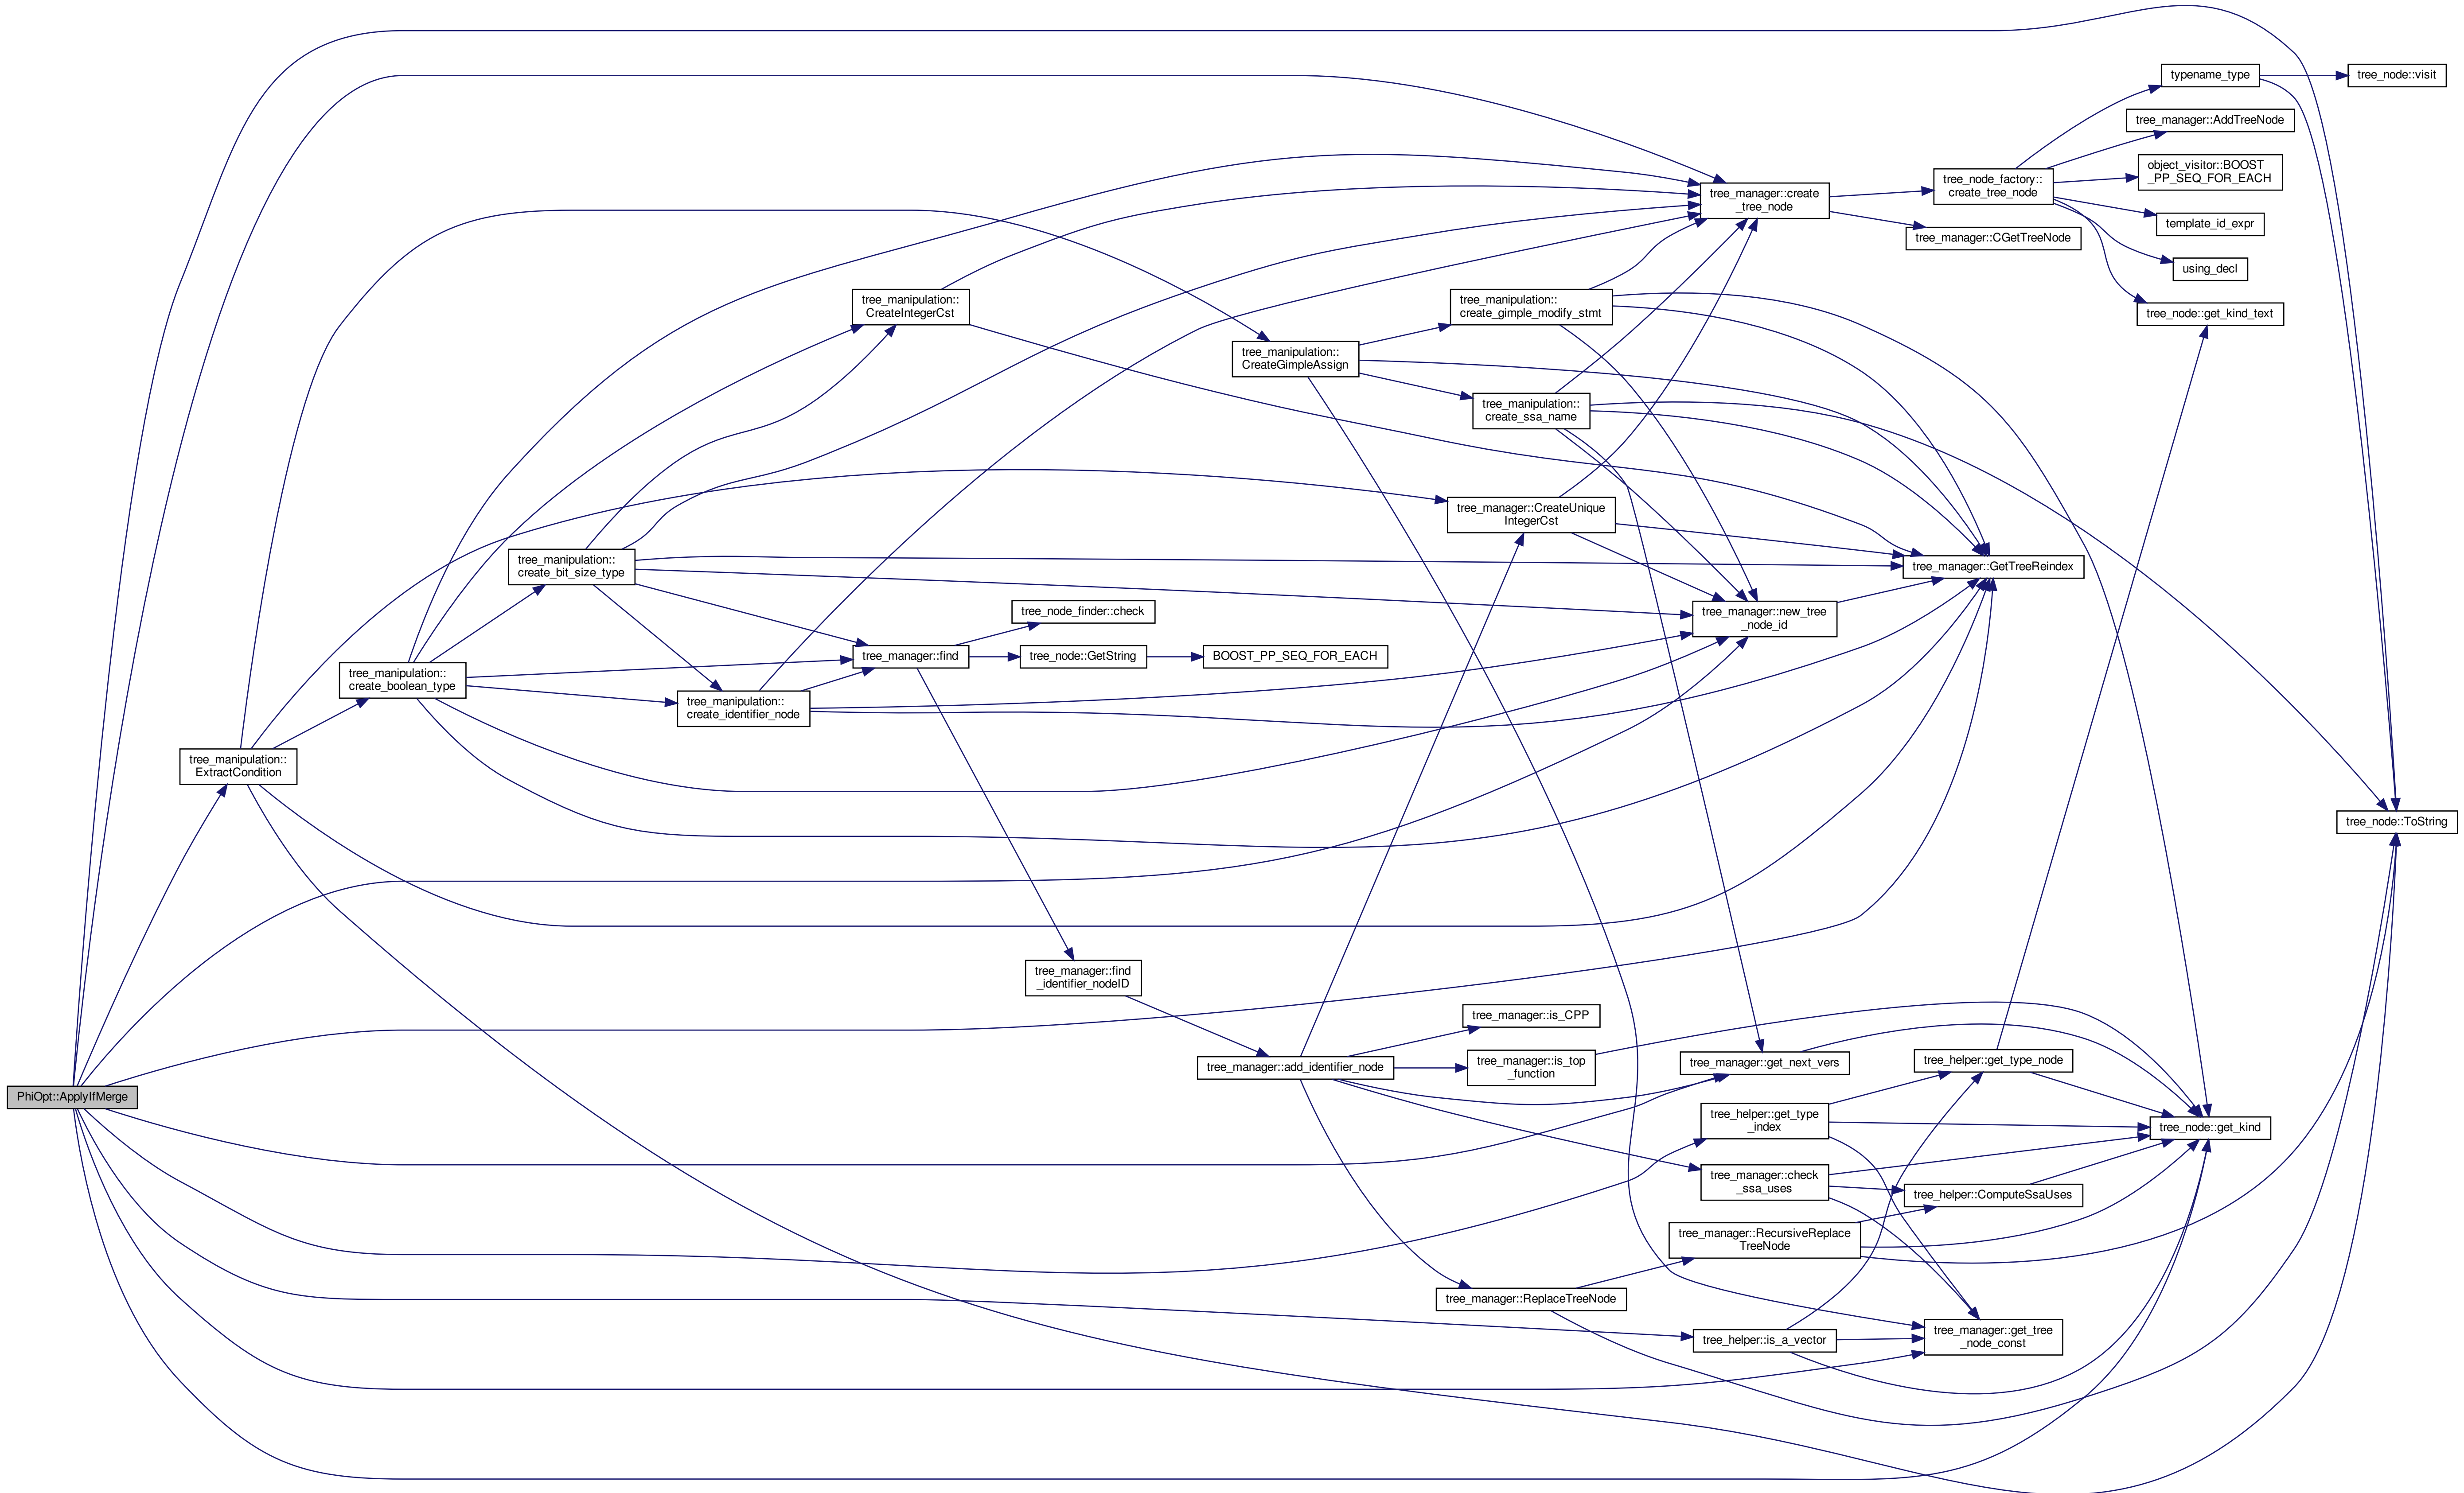 typename_type
tree_node::visit
tree_manager::AddTreeNode
object_visitor::BOOST
_PP_SEQ_FOR_EACH
tree_manager::create
_tree_node
tree_node_factory::
create_tree_node
template_id_expr
tree_manager::CGetTreeNode
using_decl
tree_manipulation::
CreateIntegerCst
tree_manipulation::
create_gimple_modify_stmt
tree_node::get_kind_text
tree_manipulation::
CreateGimpleAssign
tree_manipulation::
create_ssa_name
tree_manager::CreateUnique
IntegerCst
tree_manipulation::
create_bit_size_type
tree_manager::GetTreeReindex
tree_node_finder::check
tree_manager::new_tree
_node_id
tree_manager::find
tree_node::GetString
BOOST_PP_SEQ_FOR_EACH
tree_manipulation::
create_boolean_type
tree_manipulation::
create_identifier_node
tree_manipulation::
ExtractCondition
tree_node::ToString
tree_manager::find
_identifier_nodeID
tree_manager::is_CPP
tree_manager::add_identifier_node
tree_manager::is_top
_function
tree_manager::get_next_vers
tree_helper::get_type_node
PhiOpt::ApplyIfMerge
tree_helper::get_type
_index
tree_node::get_kind
tree_manager::check
_ssa_uses
tree_helper::ComputeSsaUses
tree_manager::RecursiveReplace
TreeNode
tree_manager::ReplaceTreeNode
tree_helper::is_a_vector
tree_manager::get_tree
_node_const